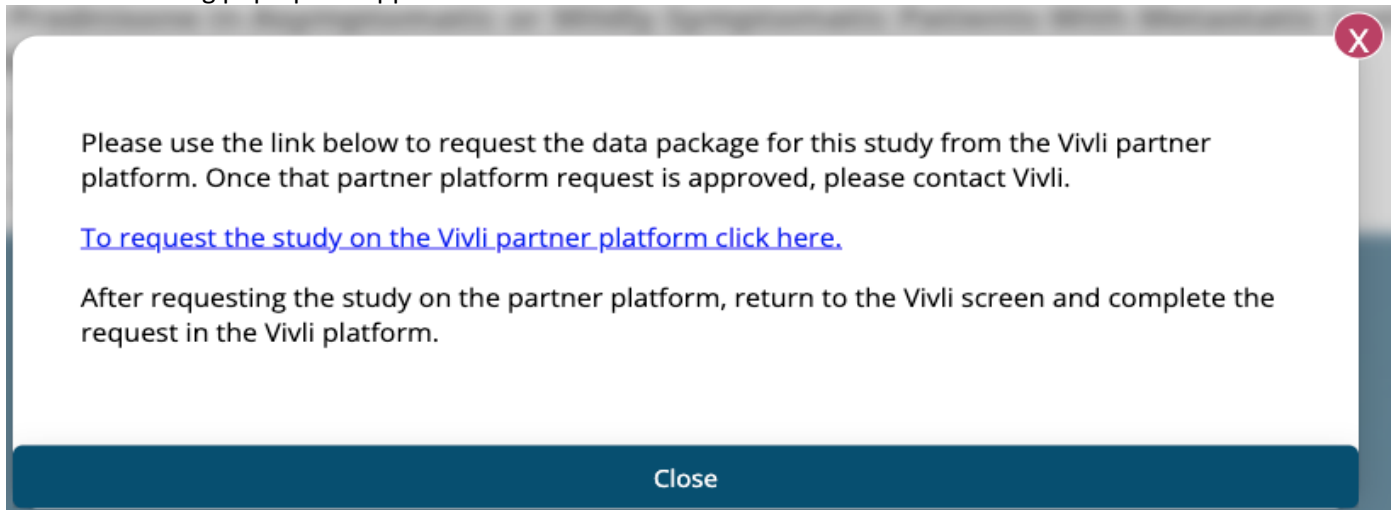 X
Please use the link below to request the data package for this study from the Vivli partner
platform. Once that partner platform request is approved, please contact Vivli.
To request the study on the Vivli partner platform click here.
After requesting the study on the partner platform, return to the Vivli screen and complete the
request in the Vivli platform.
Close